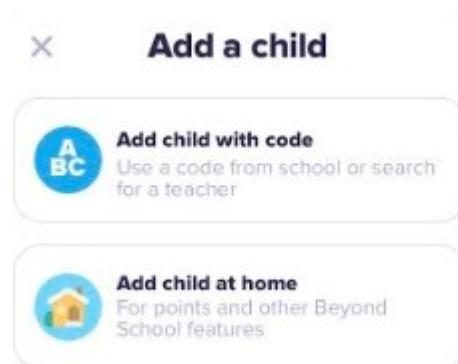 Add a child
A
BC
Add child with code
Use a code from school or search
for a teacher
Add child at home
For points and other Beyond
School features